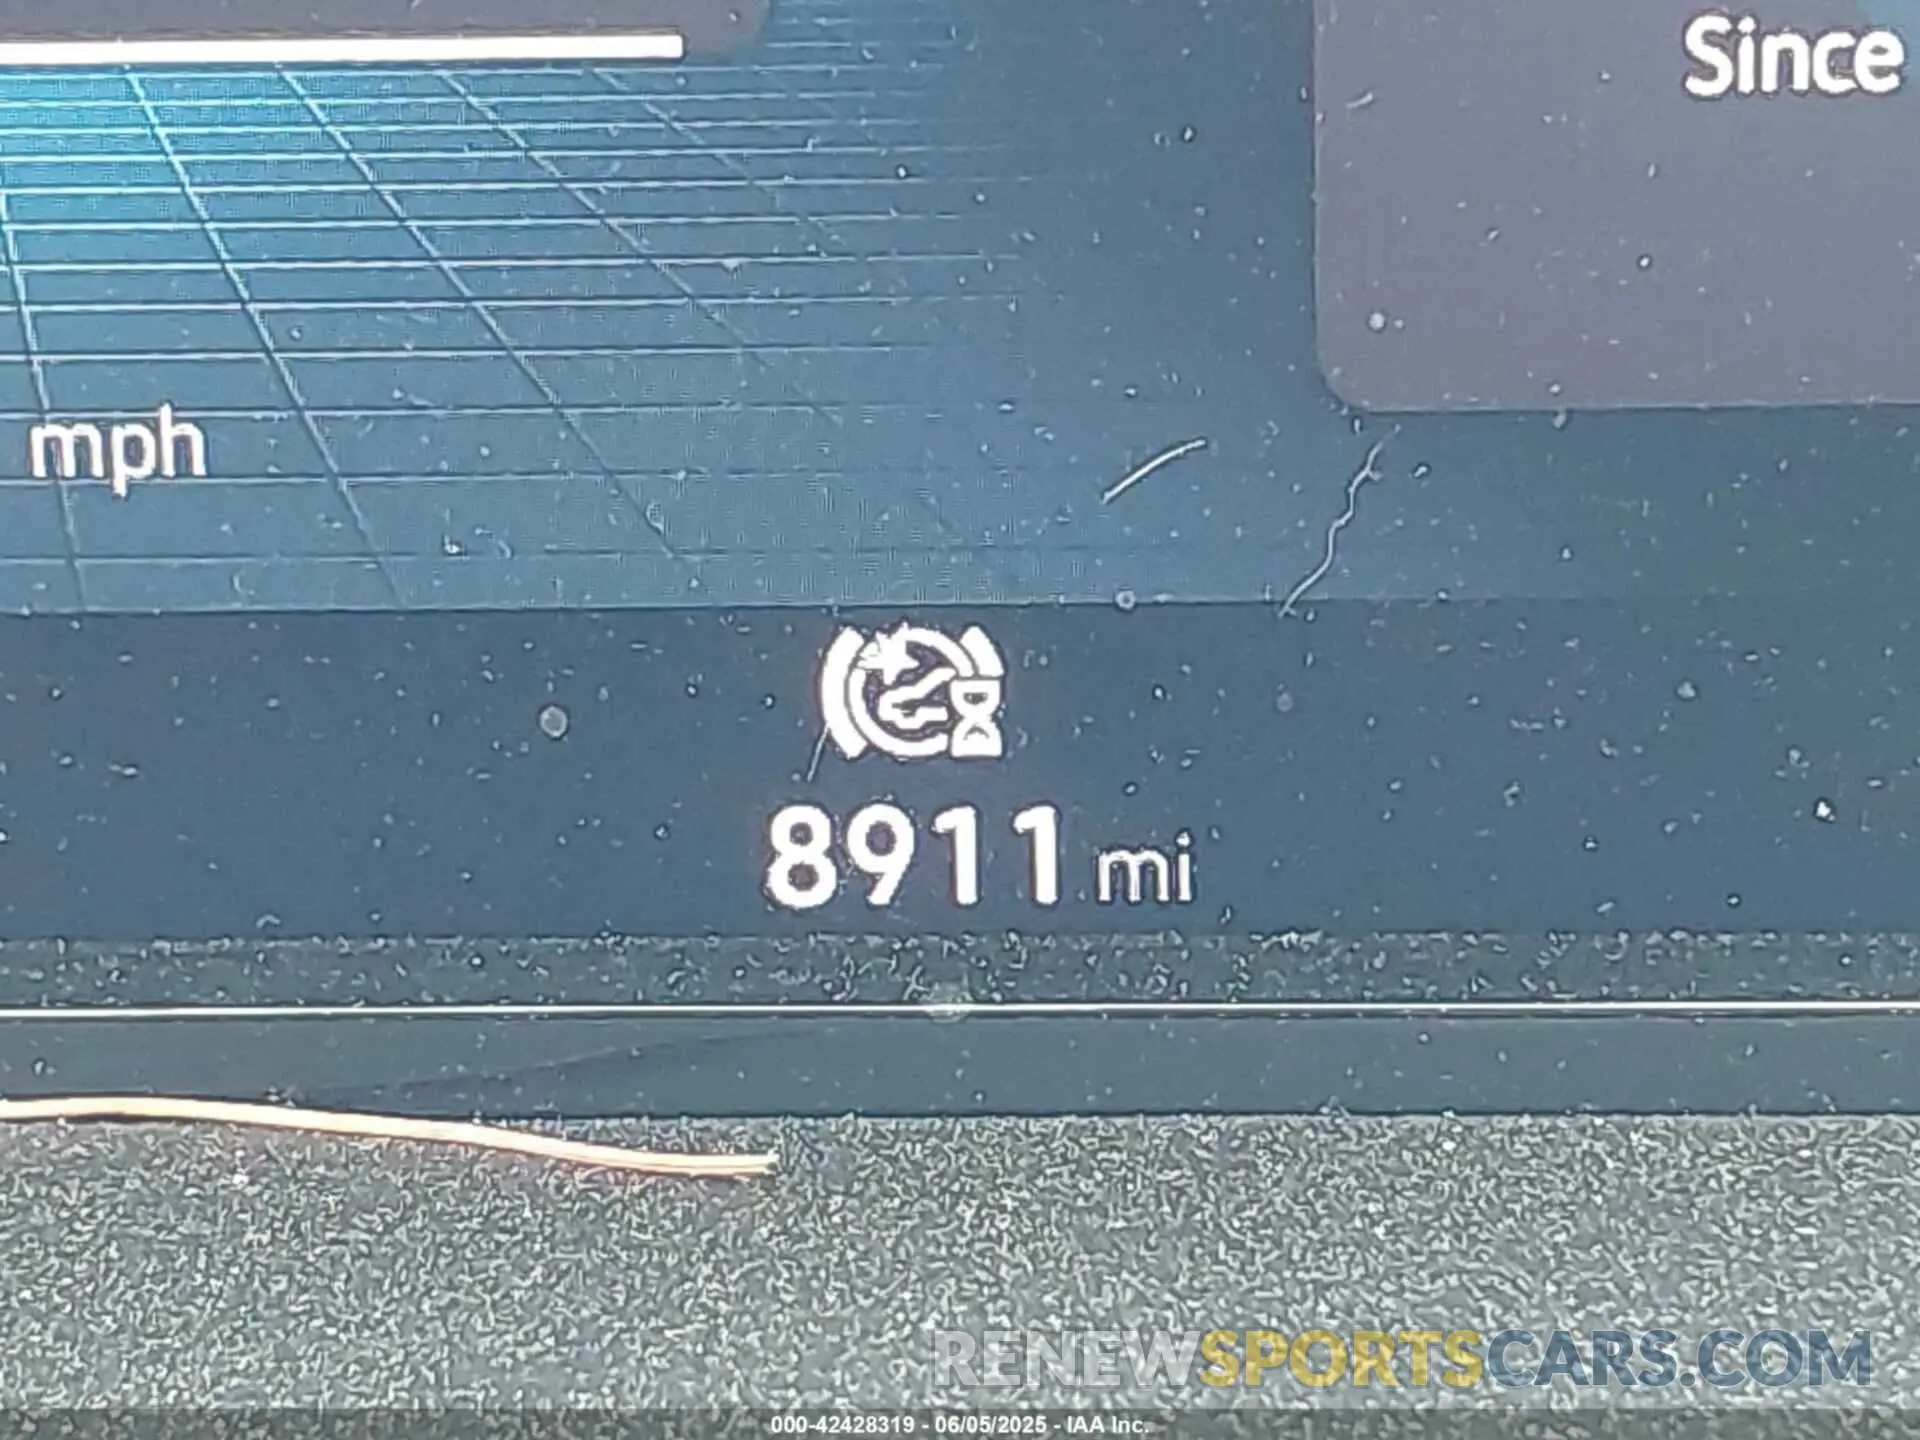 Since
mph
8911 mi
RENEWSPORTSCARS.COM
000-42428319 - 06/05/2025 - IAA Inc.